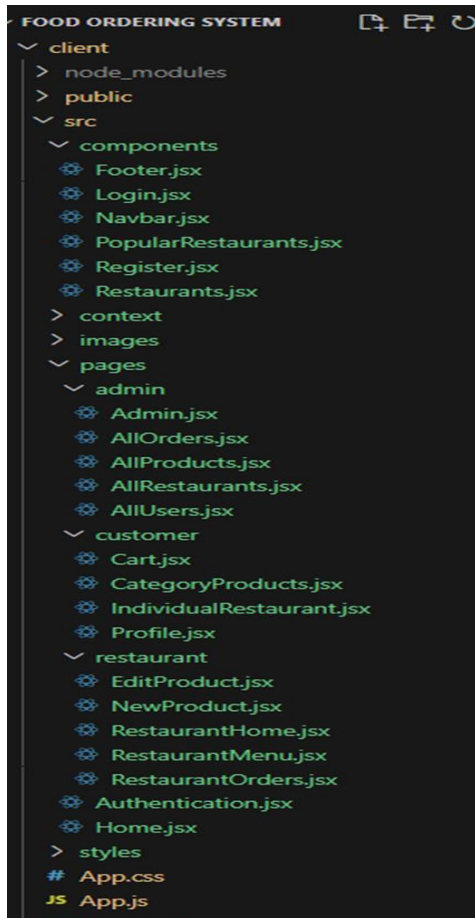 FOOD ORDERING SYSTEM
client
node_modules
public
src
components
Footer.jsx
Login.jsx
Navbar.jsx
PopularRestaurants.jsx
Register.jsx
Restaurants.jsx
context
images
pages
admin
Admin.jsx
AllOrders.jsx
AllProducts.jsx
AllRestaurants.jsx
AllUsers.jsx
customer
Cart.jsx
CategoryProducts.jsx
IndividualRestaurant.jsx
Profile.jsx
restaurant
EditProduct.jsx
NewProduct.jsx
RestaurantHome.jsx
RestaurantMenu.jsx
RestaurantOrders.jsx
Authentication.jsx
Home.jsx
styles
# App.css
JS App.js